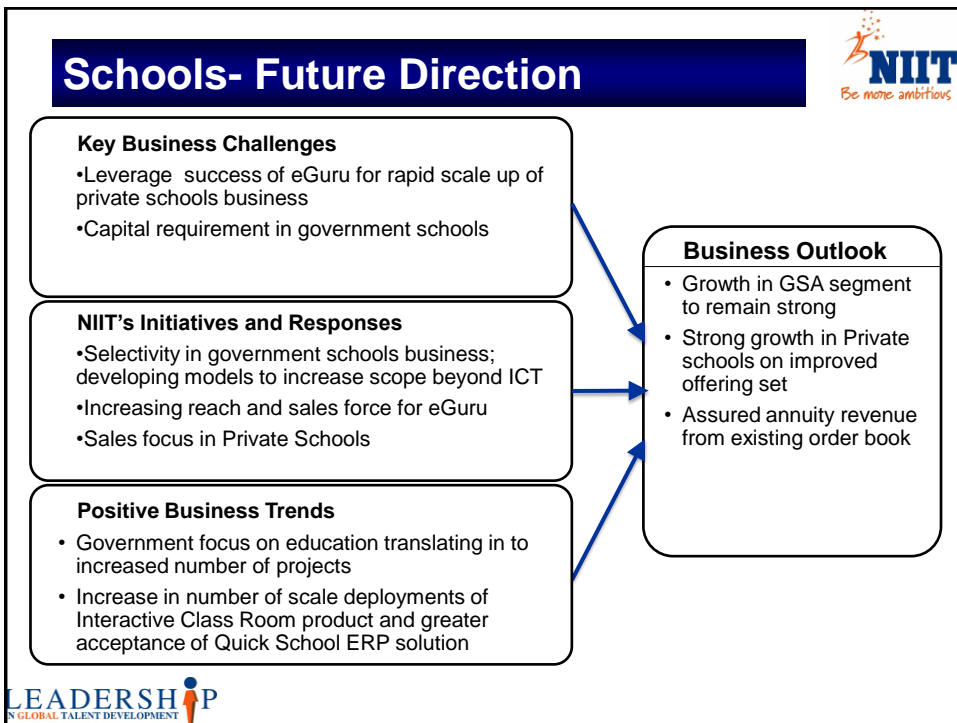 Schools- Future Direction
NIIT
Be more ambitious
Key Business Challenges
•Leverage success of eGuru for rapid scale up of
private schools business
•Capital requirement in government schools
NIIT's Initiatives and Responses
•Selectivity in government schools business;
developing models to increase scope beyond ICT
•Increasing reach and sales force for eGuru
•Sales focus in Private Schools
Positive Business Trends
• Government focus on education translating in to
increased number of projects
• Increase in number of scale deployments of
Interactive Class Room product and greater
acceptance of Quick School ERP solution
Business Outlook
• Growth in GSA segment
to remain strong
• Strong growth in Private
schools on improved
offering set
• Assured annuity revenue
from existing order book
LEADERSHIP
N GLOBAL TALENT DEVELOPMENT